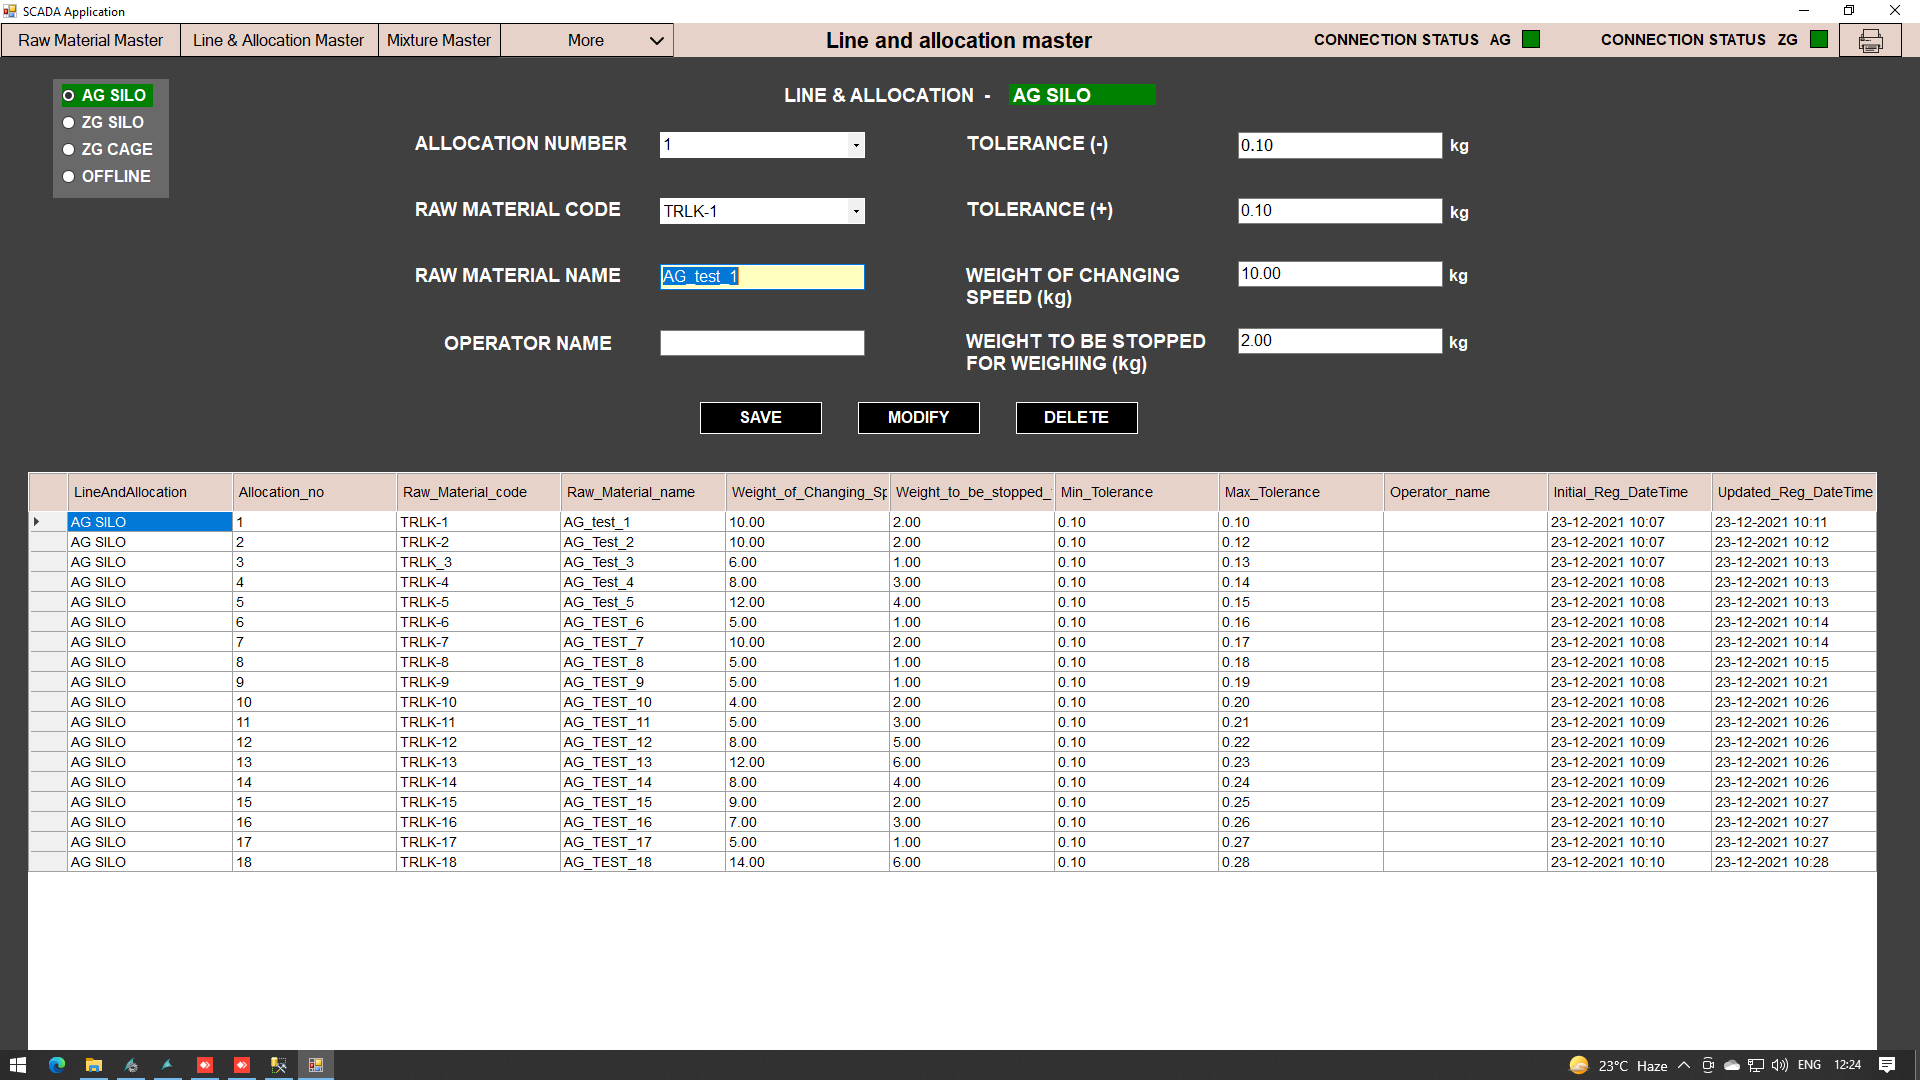 SCADA Application
Raw Material Master Line & Allocation Master Mixture Master More Line and allocation master CONNECTION STATUS AG CONNECTION STATUS ZG
AG SILO
ZG SILO
ZG CAGE
OFFLINE
LINE & ALLOCATION - AG SILO
ALLOCATION NUMBER 1 TOLERANCE (-) 0.10 kg
RAW MATERIAL CODE TRLK-1 TOLERANCE (+) 0.10 kg
RAW MATERIAL NAME AG_test_1 WEIGHT OF CHANGING SPEED (kg) 10.00 kg
OPERATOR NAME WEIGHT TO BE STOPPED FOR WEIGHING (kg) 2.00 kg
SAVE MODIFY DELETE
LineAndAllocation Allocation_no Raw_Material_code Raw_Material_name Weight_of_Changing_Sp Weight_to_be_stopped_ Min_Tolerance Max_Tolerance Operator_name Initial_Reg_DateTime Updated_Reg_DateTime
AG SILO 1 TRLK-1 AG_test_1 10.00 2.00 0.10 0.10 23-12-2021 10:07 23-12-2021 10:11
AG SILO 2 TRLK-2 AG_Test_2 10.00 2.00 0.10 0.12 23-12-2021 10:07 23-12-2021 10:12
AG SILO 3 TRLK_3 AG_Test_3 6.00 1.00 0.10 0.13 23-12-2021 10:07 23-12-2021 10:13
AG SILO 4 TRLK-4 AG_Test_4 8.00 3.00 0.10 0.14 23-12-2021 10:08 23-12-2021 10:13
AG SILO 5 TRLK-5 AG_Test_5 12.00 4.00 0.10 0.15 23-12-2021 10:08 23-12-2021 10:13
AG SILO 6 TRLK-6 AG_TEST_6 5.00 1.00 0.10 0.16 23-12-2021 10:08 23-12-2021 10:14
AG SILO 7 TRLK-7 AG_TEST_7 10.00 2.00 0.10 0.17 23-12-2021 10:08 23-12-2021 10:14
AG SILO 8 TRLK-8 AG_TEST_8 5.00 1.00 0.10 0.18 23-12-2021 10:08 23-12-2021 10:15
AG SILO 9 TRLK-9 AG_TEST_9 5.00 1.00 0.10 0.19 23-12-2021 10:08 23-12-2021 10:21
AG SILO 10 TRLK-10 AG_TEST_10 4.00 2.00 0.10 0.20 23-12-2021 10:08 23-12-2021 10:26
AG SILO 11 TRLK-11 AG_TEST_11 5.00 3.00 0.10 0.21 23-12-2021 10:09 23-12-2021 10:26
AG SILO 12 TRLK-12 AG_TEST_12 8.00 5.00 0.10 0.22 23-12-2021 10:09 23-12-2021 10:26
AG SILO 13 TRLK-13 AG_TEST_13 12.00 6.00 0.10 0.23 23-12-2021 10:09 23-12-2021 10:26
AG SILO 14 TRLK-14 AG_TEST_14 8.00 4.00 0.10 0.24 23-12-2021 10:09 23-12-2021 10:26
AG SILO 15 TRLK-15 AG_TEST_15 9.00 2.00 0.10 0.25 23-12-2021 10:09 23-12-2021 10:27
AG SILO 16 TRLK-16 AG_TEST_16 7.00 3.00 0.10 0.26 23-12-2021 10:10 23-12-2021 10:27
AG SILO 17 TRLK-17 AG_TEST_17 5.00 1.00 0.10 0.27 23-12-2021 10:10 23-12-2021 10:27
AG SILO 18 TRLK-18 AG_TEST_18 14.00 6.00 0.10 0.28 23-12-2021 10:10 23-12-2021 10:28
23°C Haze ENG 12:24